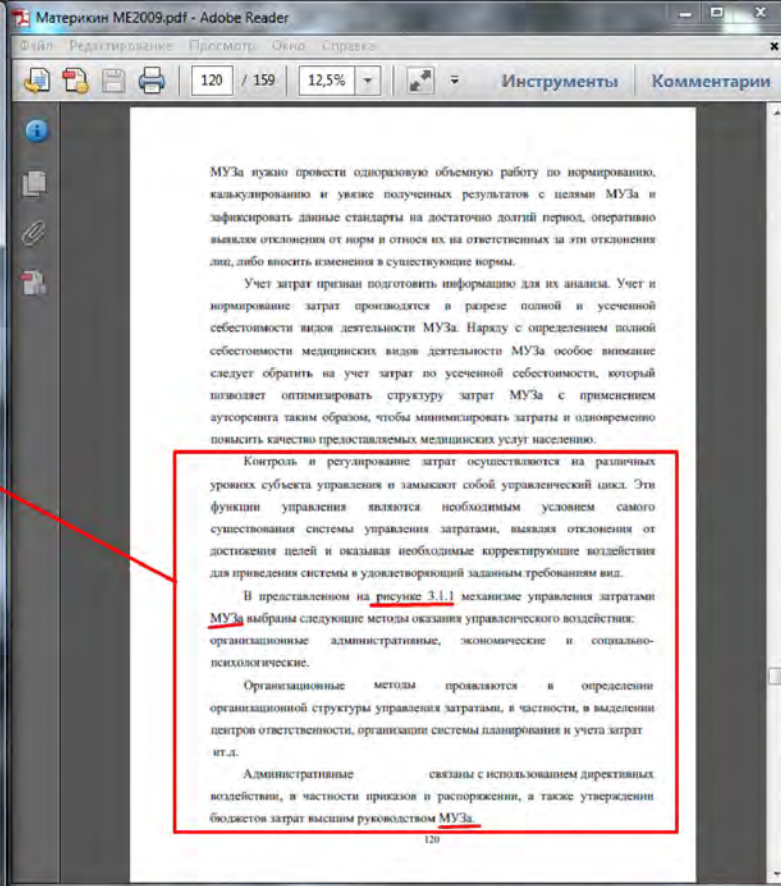 Материкин МЕ2009.pdf - Adobe Reader
Файл Редактирование Просмотр Окно Справка
120 / 159 12,5% Инструменты Комментарии
МУЗа нужно провести одноразовую объемную работу по нормированию,
калькулированию и увязке полученных результатов с целями МУЗа и
зафиксировать данные стандарты на достаточно долгий период, оперативно
выявляя отклонения от норм и относя их на ответственных за эти отклонения
лиц, либо вносить изменения в существующие нормы.
Учет затрат признан подготовить информацию для их анализа. Учет и
нормирование затрат производятся в разрезе полной и усеченной
себестоимости видов деятельности МУЗа. Наряду с определением полной
себестоимости медицинских видов деятельности МУЗа особое внимание
следует обратить на учет затрат по усеченной себестоимости, который
позволяет оптимизировать структуру затрат МУЗа с применением
аутсорсинга таким образом, чтобы минимизировать затраты и одновременно
повысить качество предоставляемых медицинских услуг населению.
Контроль и регулирование затрат осуществляются на различных
уровнях субъекта управления и замыкают собой управленческий цикл. Эти
функции управления являются необходимым условием самого
существования системы управления затратами, выявляя отклонения от
достижения целей и оказывая необходимые корректирующие воздействия
для приведения системы в удовлетворяющий заданным требованиям вид.
В представленном на рисунке 3.1.1 механизме управления затратами
МУЗа выбраны следующие методы оказания управленческого воздействия:
организационные административные, экономические и социально-
психологические.
Организационные методы проявляются в определении
организационной структуры управления затратами, в частности, в выделении
центров ответственности, организации системы планирования и учета затрат
ит.д.
Административные связаны с использованием директивных
воздействии, в частности приказов и распоряжении, а также утверждении
бюджетов затрат высшим руководством МУЗа.
120